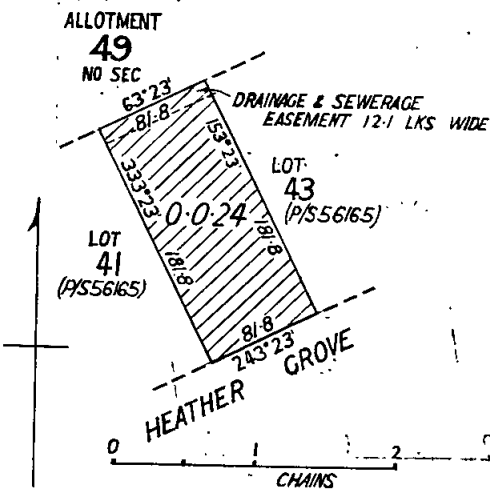 ALLOTMENT
49
NO SEC
63°23'
81·8
DRAINAGE & SEWERAGE
EASEMENT 12·1 LKS WIDE
153°23'
181·8
LOT
43
(P/S56165)
333°23'
181·8
0·0·24
LOT
41
(P/S56165)
81·8
243°23'
HEATHER GROVE
0 1 2
CHAINS